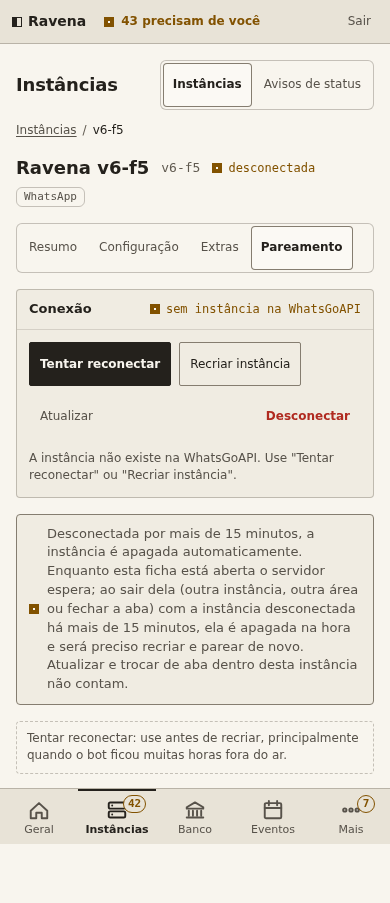 Ravena 43 precisam de você Sair
Instâncias Instâncias Avisos de status
Instâncias / v6-f5
Ravena v6-f5 v6-f5 desconectada
WhatsApp
Resumo Configuração Extras Pareamento
Conexão sem instância na WhatsGoAPI
Tentar reconectar Recriar instância
Atualizar Desconectar
A instância não existe na WhatsGoAPI. Use "Tentar
reconectar" ou "Recriar instância".
Desconectada por mais de 15 minutos, a
instância é apagada automaticamente.
Enquanto esta ficha está aberta o servidor
espera; ao sair dela (outra instância, outra área
ou fechar a aba) com a instância desconectada
há mais de 15 minutos, ela é apagada na hora
e será preciso recriar e parear de novo.
Atualizar e trocar de aba dentro desta instância
não contam.
Tentar reconectar: use antes de recriar, principalmente
quando o bot ficou muitas horas fora do ar.
42 7
Geral Instâncias Banco Eventos Mais